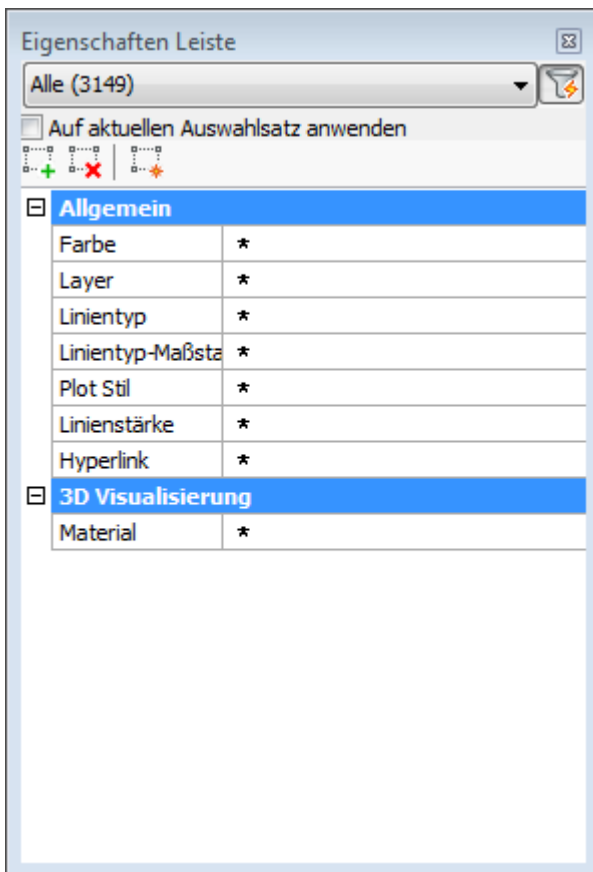 Eigenschaften Leiste
Alle (3149)
Auf aktuellen Auswahlsatz anwenden
Allgemein
Farbe *
Layer *
Linientyp *
Linientyp-Maßsta *
Plot Stil *
Linienstärke *
Hyperlink *
3D Visualisierung
Material *